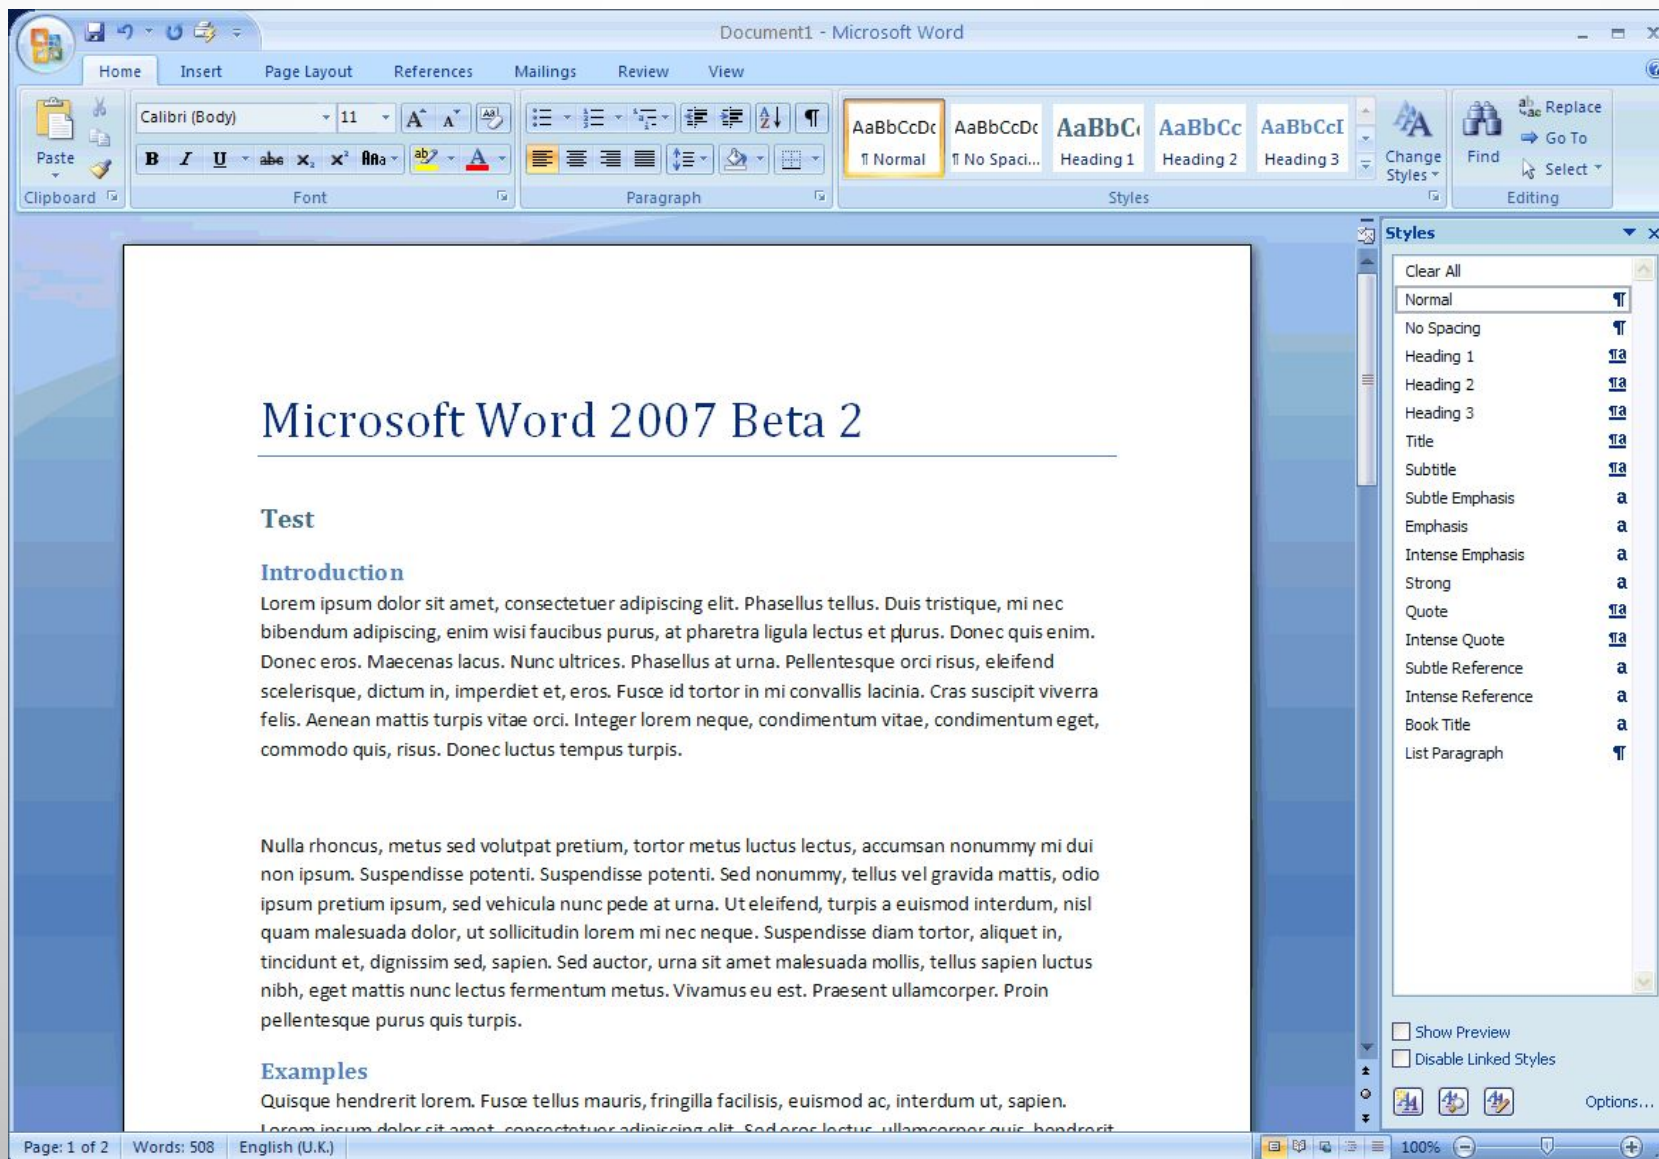 Document1 - Microsoft Word
Home Insert Page Layout References Mailings Review View
Calibri (Body) 11
Paste
Clipboard
Font
Paragraph
AaBbCcDc AaBbCcDc AaBbC AaBbCc AaBbCcI
¶ Normal ¶ No Spaci... Heading 1 Heading 2 Heading 3
Change
Styles
Styles
Find
Replace
Go To
Select
Editing
Microsoft Word 2007 Beta 2
Test
Introduction
Lorem ipsum dolor sit amet, consectetuer adipiscing elit. Phasellus tellus. Duis tristique, mi nec
bibendum adipiscing, enim wisi faucibus purus, at pharetra ligula lectus et purus. Donec quis enim.
Donec eros. Maecenas lacus. Nunc ultrices. Phasellus at urna. Pellentesque orci risus, eleifend
scelerisque, dictum in, imperdiet et, eros. Fusce id tortor in mi convallis lacinia. Cras suscipit viverra
felis. Aenean mattis turpis vitae orci. Integer lorem neque, condimentum vitae, condimentum eget,
commodo quis, risus. Donec luctus tempus turpis.
Nulla rhoncus, metus sed volutpat pretium, tortor metus luctus lectus, accumsan nonummy mi dui
non ipsum. Suspendisse potenti. Suspendisse potenti. Sed nonummy, tellus vel gravida mattis, odio
ipsum pretium ipsum, sed vehicula nunc pede at urna. Ut eleifend, turpis a euismod interdum, nisl
quam malesuada dolor, ut sollicitudin lorem mi nec neque. Suspendisse diam tortor, aliquet in,
tincidunt et, dignissim sed, sapien. Sed auctor, urna sit amet malesuada mollis, tellus sapien luctus
nibh, eget mattis nunc lectus fermentum metus. Vivamus eu est. Praesent ullamcorper. Proin
pellentesque purus quis turpis.
Examples
Quisque hendrerit lorem. Fusce tellus mauris, fringilla facilisis, euismod ac, interdum ut, sapien.
Lorem ipsum dolor sit amet, consectetuer adipiscing elit. Sed eros lectus, ullamcorper quis, hendrerit
Styles
Clear All
Normal ¶
No Spacing ¶
Heading 1 ¶a
Heading 2 ¶a
Heading 3 ¶a
Title ¶a
Subtitle ¶a
Subtle Emphasis a
Emphasis a
Intense Emphasis a
Strong a
Quote ¶a
Intense Quote ¶a
Subtle Reference a
Intense Reference a
Book Title a
List Paragraph ¶
Show Preview
Disable Linked Styles
Options...
Page: 1 of 2 Words: 508 English (U.K.) 100%